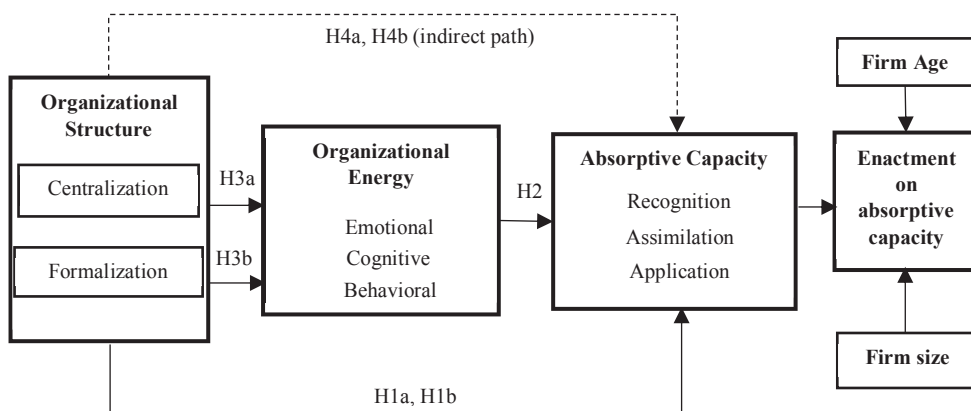 H4a, H4b (indirect path)
Organizational
Structure
Centralization
Formalization
H3a
H3b
Organizational
Energy
Emotional
Cognitive
Behavioral
H2
Absorptive Capacity
Recognition
Assimilation
Application
Firm Age
Enactment
on
absorptive
capacity
Firm size
H1a, H1b